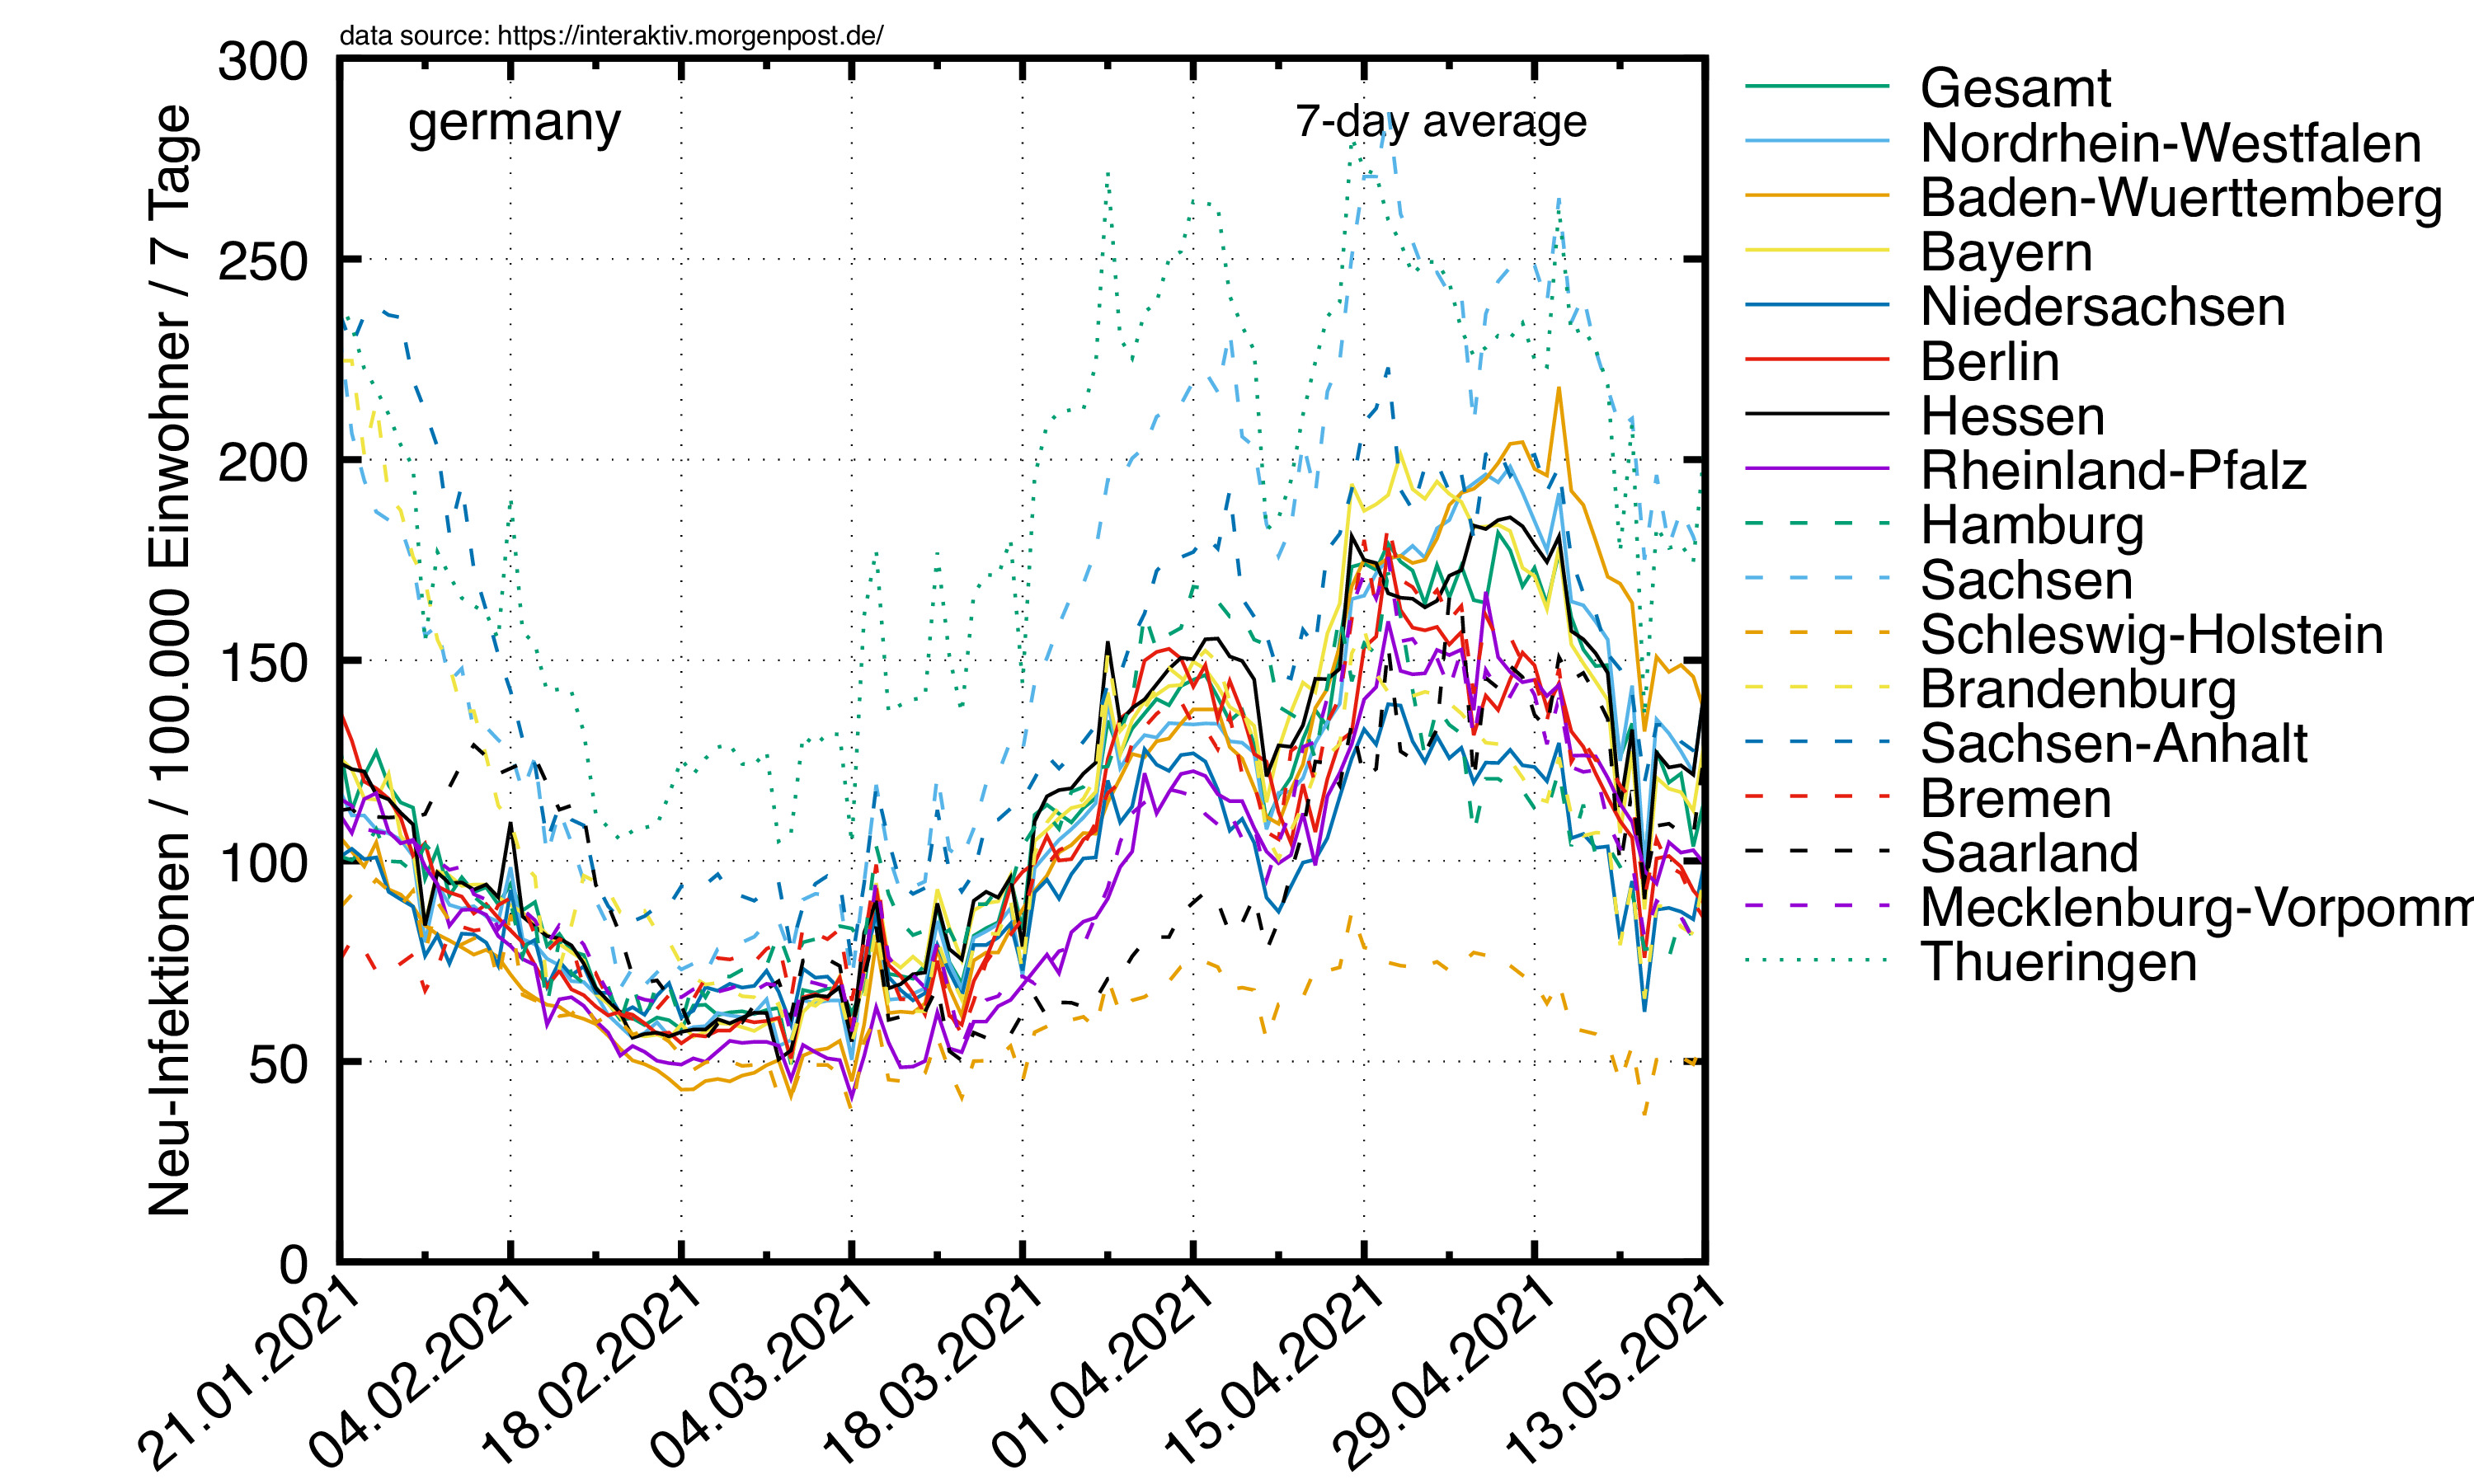 data source: https://interaktiv.morgenpost.de/
germany
7-day average
Neu-Infektionen / 100.000 Einwohner / 7 Tage
300
250
200
150
100
50
0
21.01.2021
04.02.2021
18.02.2021
04.03.2021
18.03.2021
01.04.2021
15.04.2021
29.04.2021
13.05.2021
Gesamt
Nordrhein-Westfalen
Baden-Wuerttemberg
Bayern
Niedersachsen
Berlin
Hessen
Rheinland-Pfalz
Hamburg
Sachsen
Schleswig-Holstein
Brandenburg
Sachsen-Anhalt
Bremen
Saarland
Mecklenburg-Vorpomm
Thueringen